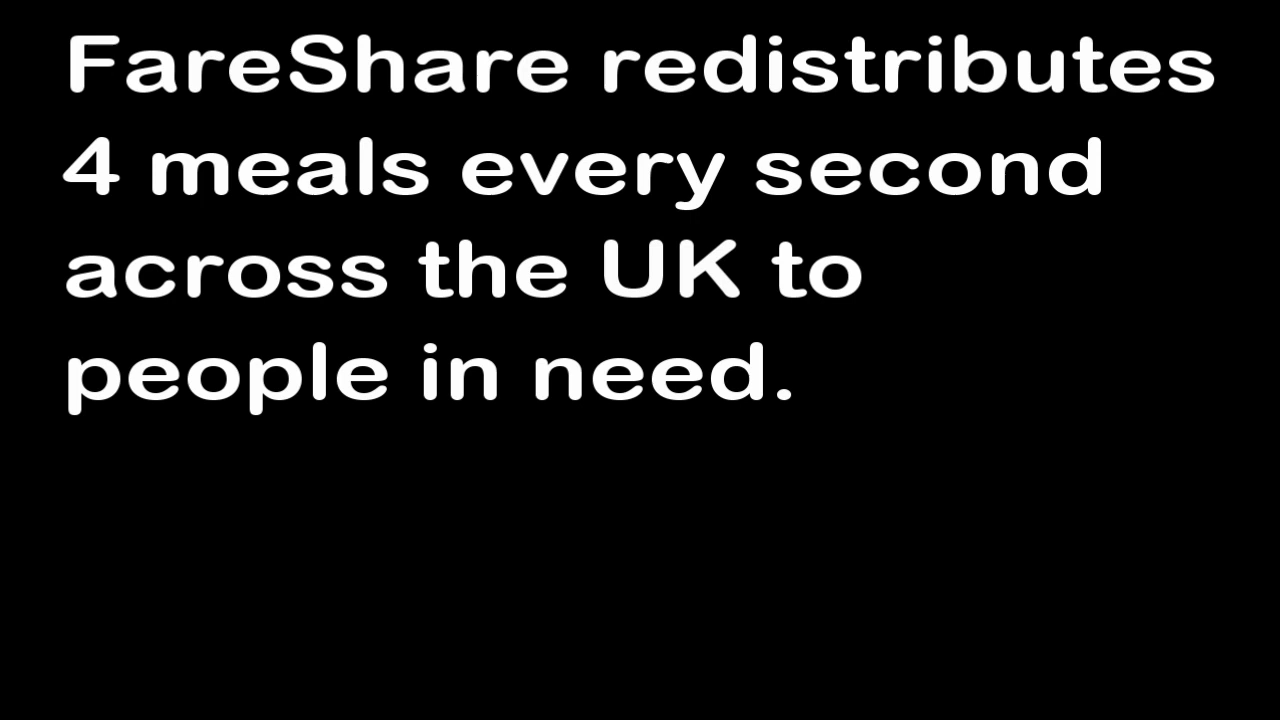 FareShare redistributes
4 meals every second
across the UK to
people in need.